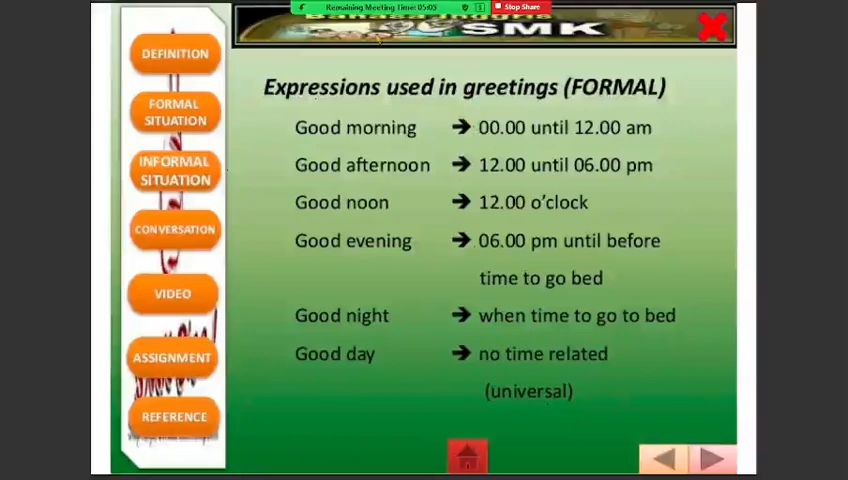 Remaining Meeting Time: 05:05
Stop Share
Bahasa Inggris
SMK
DEFINITION
FORMAL
SITUATION
INFORMAL
SITUATION
CONVERSATION
VIDEO
ASSIGNMENT
REFERENCE
Expressions used in greetings (FORMAL)
Good morning ➔ 00.00 until 12.00 am
Good afternoon ➔ 12.00 until 06.00 pm
Good noon ➔ 12.00 o’clock
Good evening ➔ 06.00 pm until before
time to go bed
Good night ➔ when time to go to bed
Good day ➔ no time related
(universal)